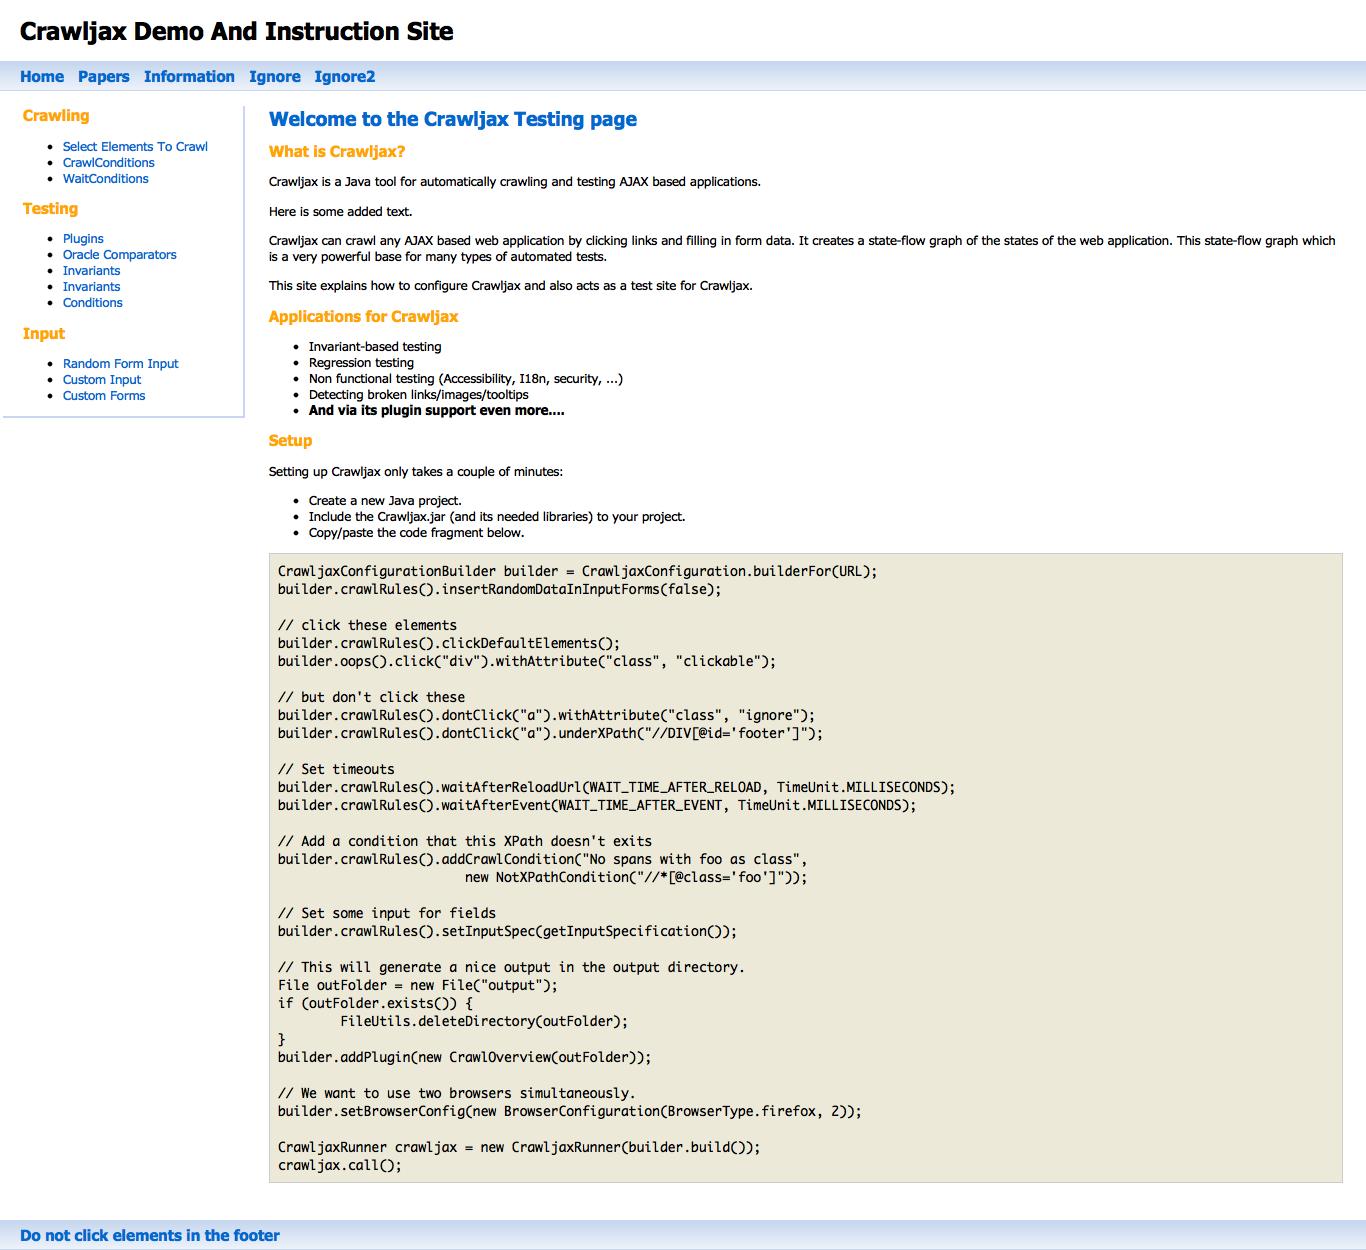 Crawljax Demo And Instruction Site
Home Papers Information Ignore Ignore2
Crawling
Select Elements To Crawl
CrawlConditions
WaitConditions
Testing
Plugins
Oracle Comparators
Invariants
Invariants
Conditions
Input
Random Form Input
Custom Input
Custom Forms
Welcome to the Crawljax Testing page
What is Crawljax?
Crawljax is a Java tool for automatically crawling and testing AJAX based applications.
Here is some added text.
Crawljax can crawl any AJAX based web application by clicking links and filling in form data. It creates a state-flow graph of the states of the web application. This state-flow graph which
is a very powerful base for many types of automated tests.
This site explains how to configure Crawljax and also acts as a test site for Crawljax.
Applications for Crawljax
Invariant-based testing
Regression testing
Non functional testing (Accessibility, I18n, security, ...)
Detecting broken links/images/tooltips
And via its plugin support even more....
Setup
Setting up Crawljax only takes a couple of minutes:
Create a new Java project.
Include the Crawljax.jar (and its needed libraries) to your project.
Copy/paste the code fragment below.
CrawljaxConfigurationBuilder builder = CrawljaxConfiguration.builderFor(URL);
builder.crawlRules().insertRandomDataInInputForms(false);
// click these elements
builder.crawlRules().clickDefaultElements();
builder.oops().click("div").withAttribute("class", "clickable");
// but don't click these
builder.crawlRules().dontClick("a").withAttribute("class", "ignore");
builder.crawlRules().dontClick("a").underXPath("//DIV[@id='footer']");
// Set timeouts
builder.crawlRules().waitAfterReloadUrl(WAIT_TIME_AFTER_RELOAD, TimeUnit.MILLISECONDS);
builder.crawlRules().waitAfterEvent(WAIT_TIME_AFTER_EVENT, TimeUnit.MILLISECONDS);
// Add a condition that this XPath doesn't exits
builder.crawlRules().addCrawlCondition("No spans with foo as class",
new NotXPathCondition("//*[@class='foo']"));
// Set some input for fields
builder.crawlRules().setInputSpec(getInputSpecification());
// This will generate a nice output in the output directory.
File outFolder = new File("output");
if (outFolder.exists()) {
FileUtils.deleteDirectory(outFolder);
}
builder.addPlugin(new CrawlOverview(outFolder));
// We want to use two browsers simultaneously.
builder.setBrowserConfig(new BrowserConfiguration(BrowserType.firefox, 2));
CrawljaxRunner crawljax = new CrawljaxRunner(builder.build());
crawljax.call();
Do not click elements in the footer